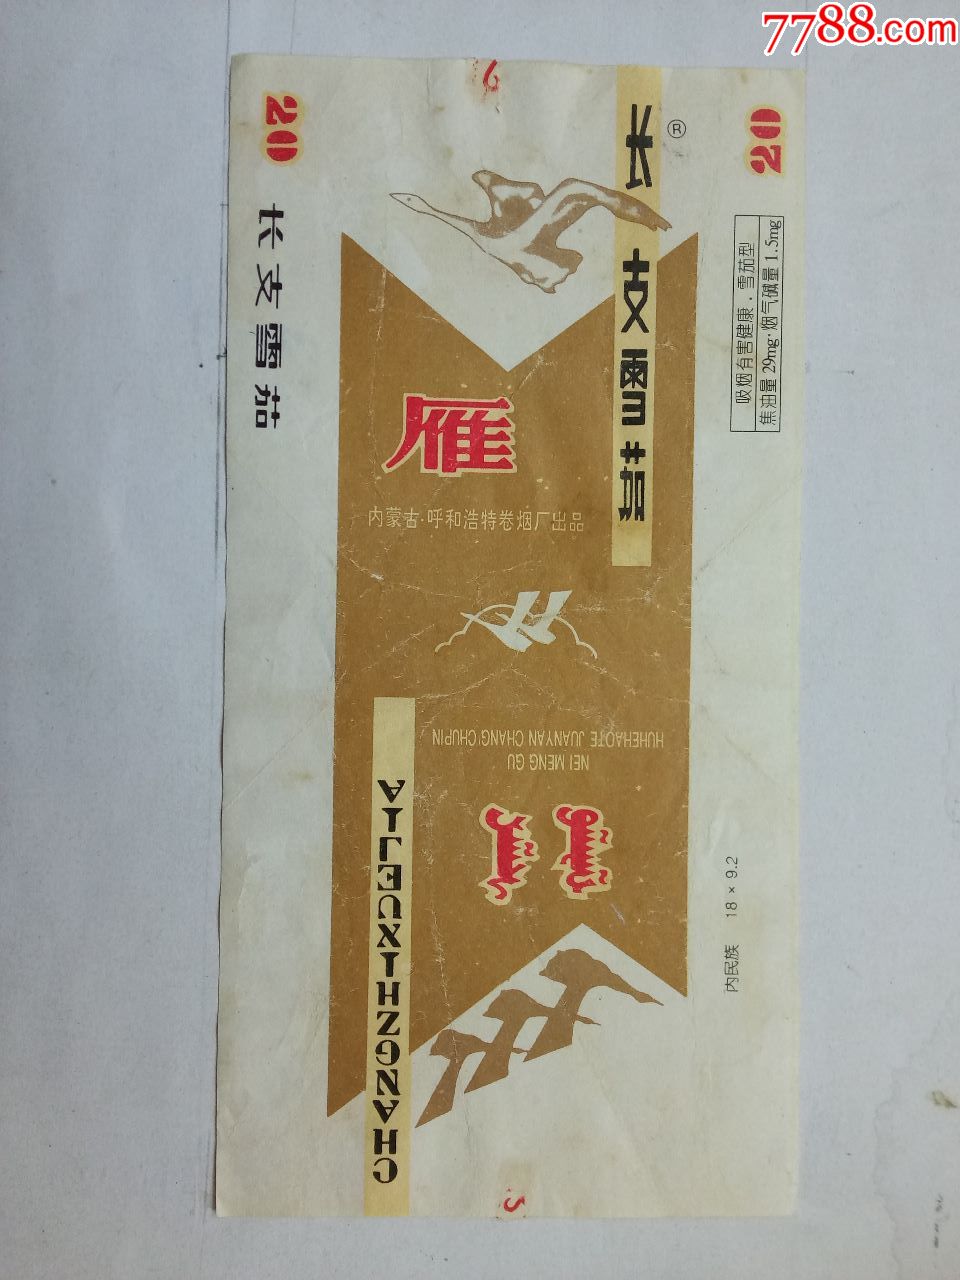 7788.com
20
长支雪茄
®
长支雪茄
20
吸烟有害健康·雪茄型
焦油量 29mg·烟气碱量 1.5mg
雁
内蒙古·呼和浩特卷烟厂出品
NEI MENG GU
HUHEHAOTE JUANYAN CHANG CHUPIN
CHANGZHIXUEJIA
内民族 18×9.2